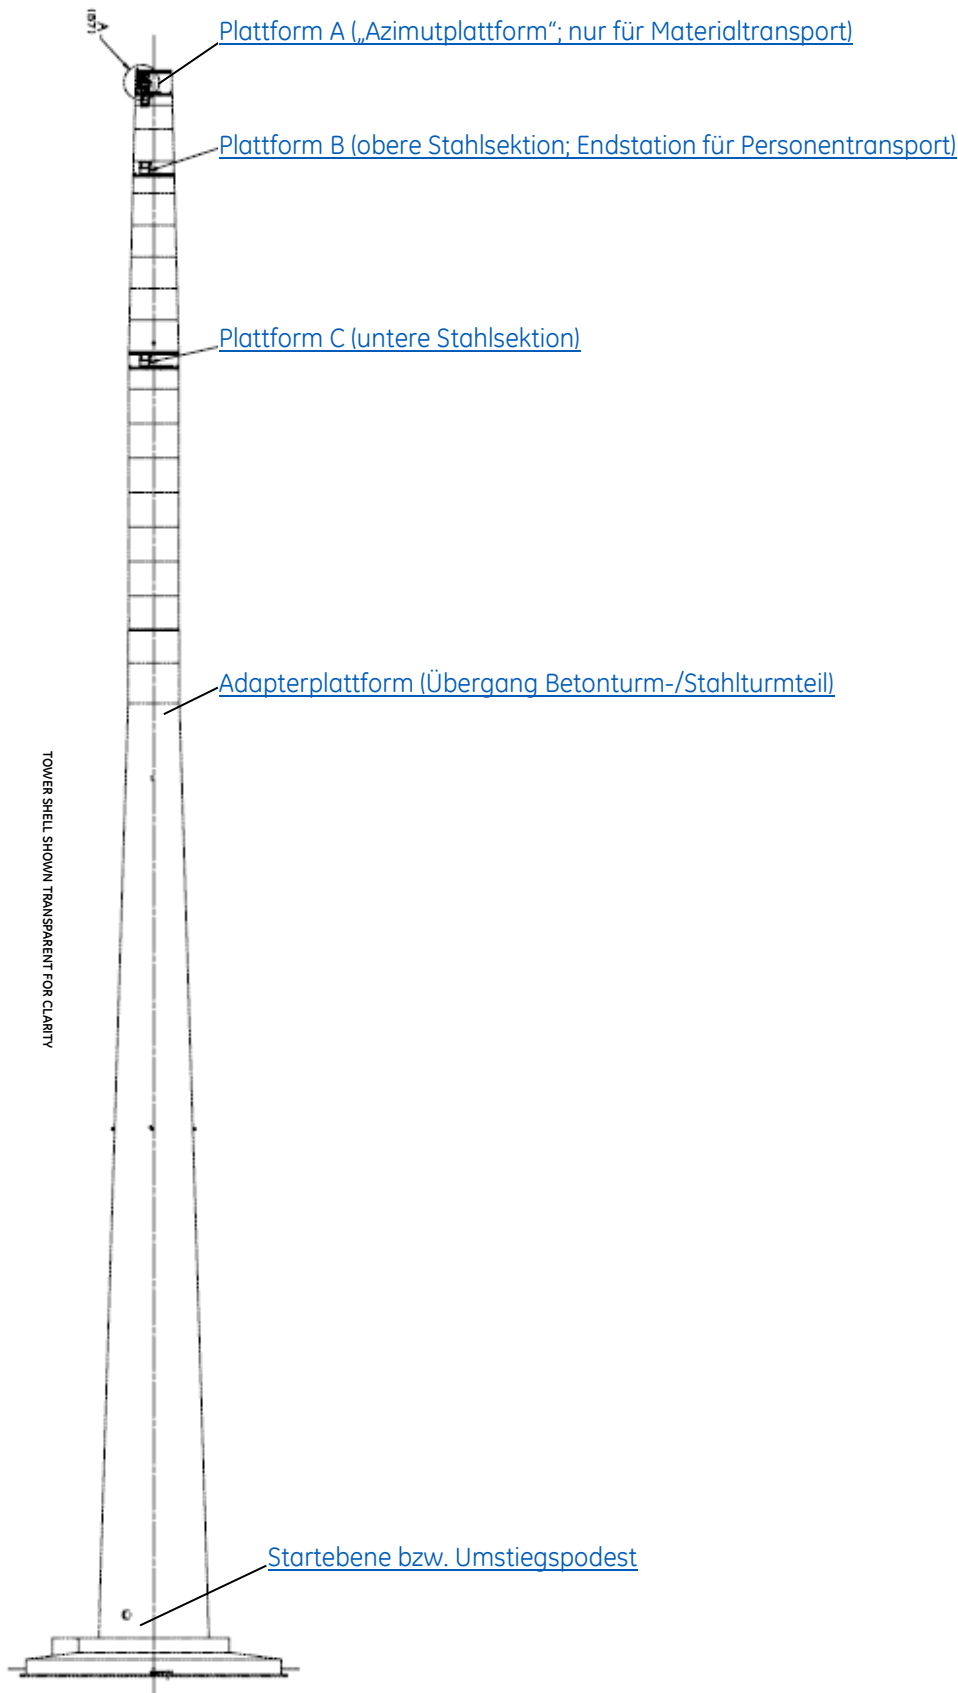 Plattform A („Azimutplattform“; nur für Materialtransport)
Plattform B (obere Stahlsektion; Endstation für Personentransport)
Plattform C (untere Stahlsektion)
Adapterplattform (Übergang Betonturm-/Stahlturmteil)
TOWER SHELL SHOWN TRANSPARENT FOR CLARITY
Startebene bzw. Umstiegspodest